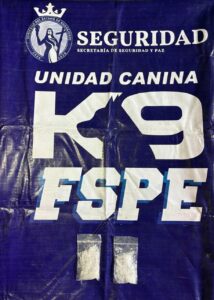 SEGURIDAD
SECRETARÍA DE SEGURIDAD Y PAZ
UNIDAD CANINA
K9
FSPE